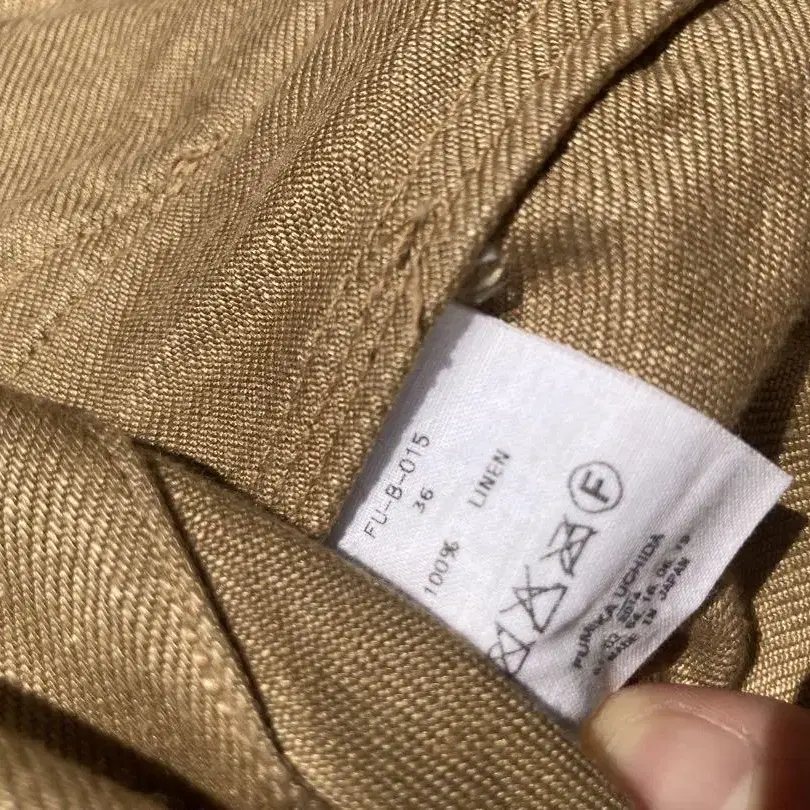 FU-B-015
36
100% LINEN
F
FUMIKA UCHIDA
MADE IN JAPAN